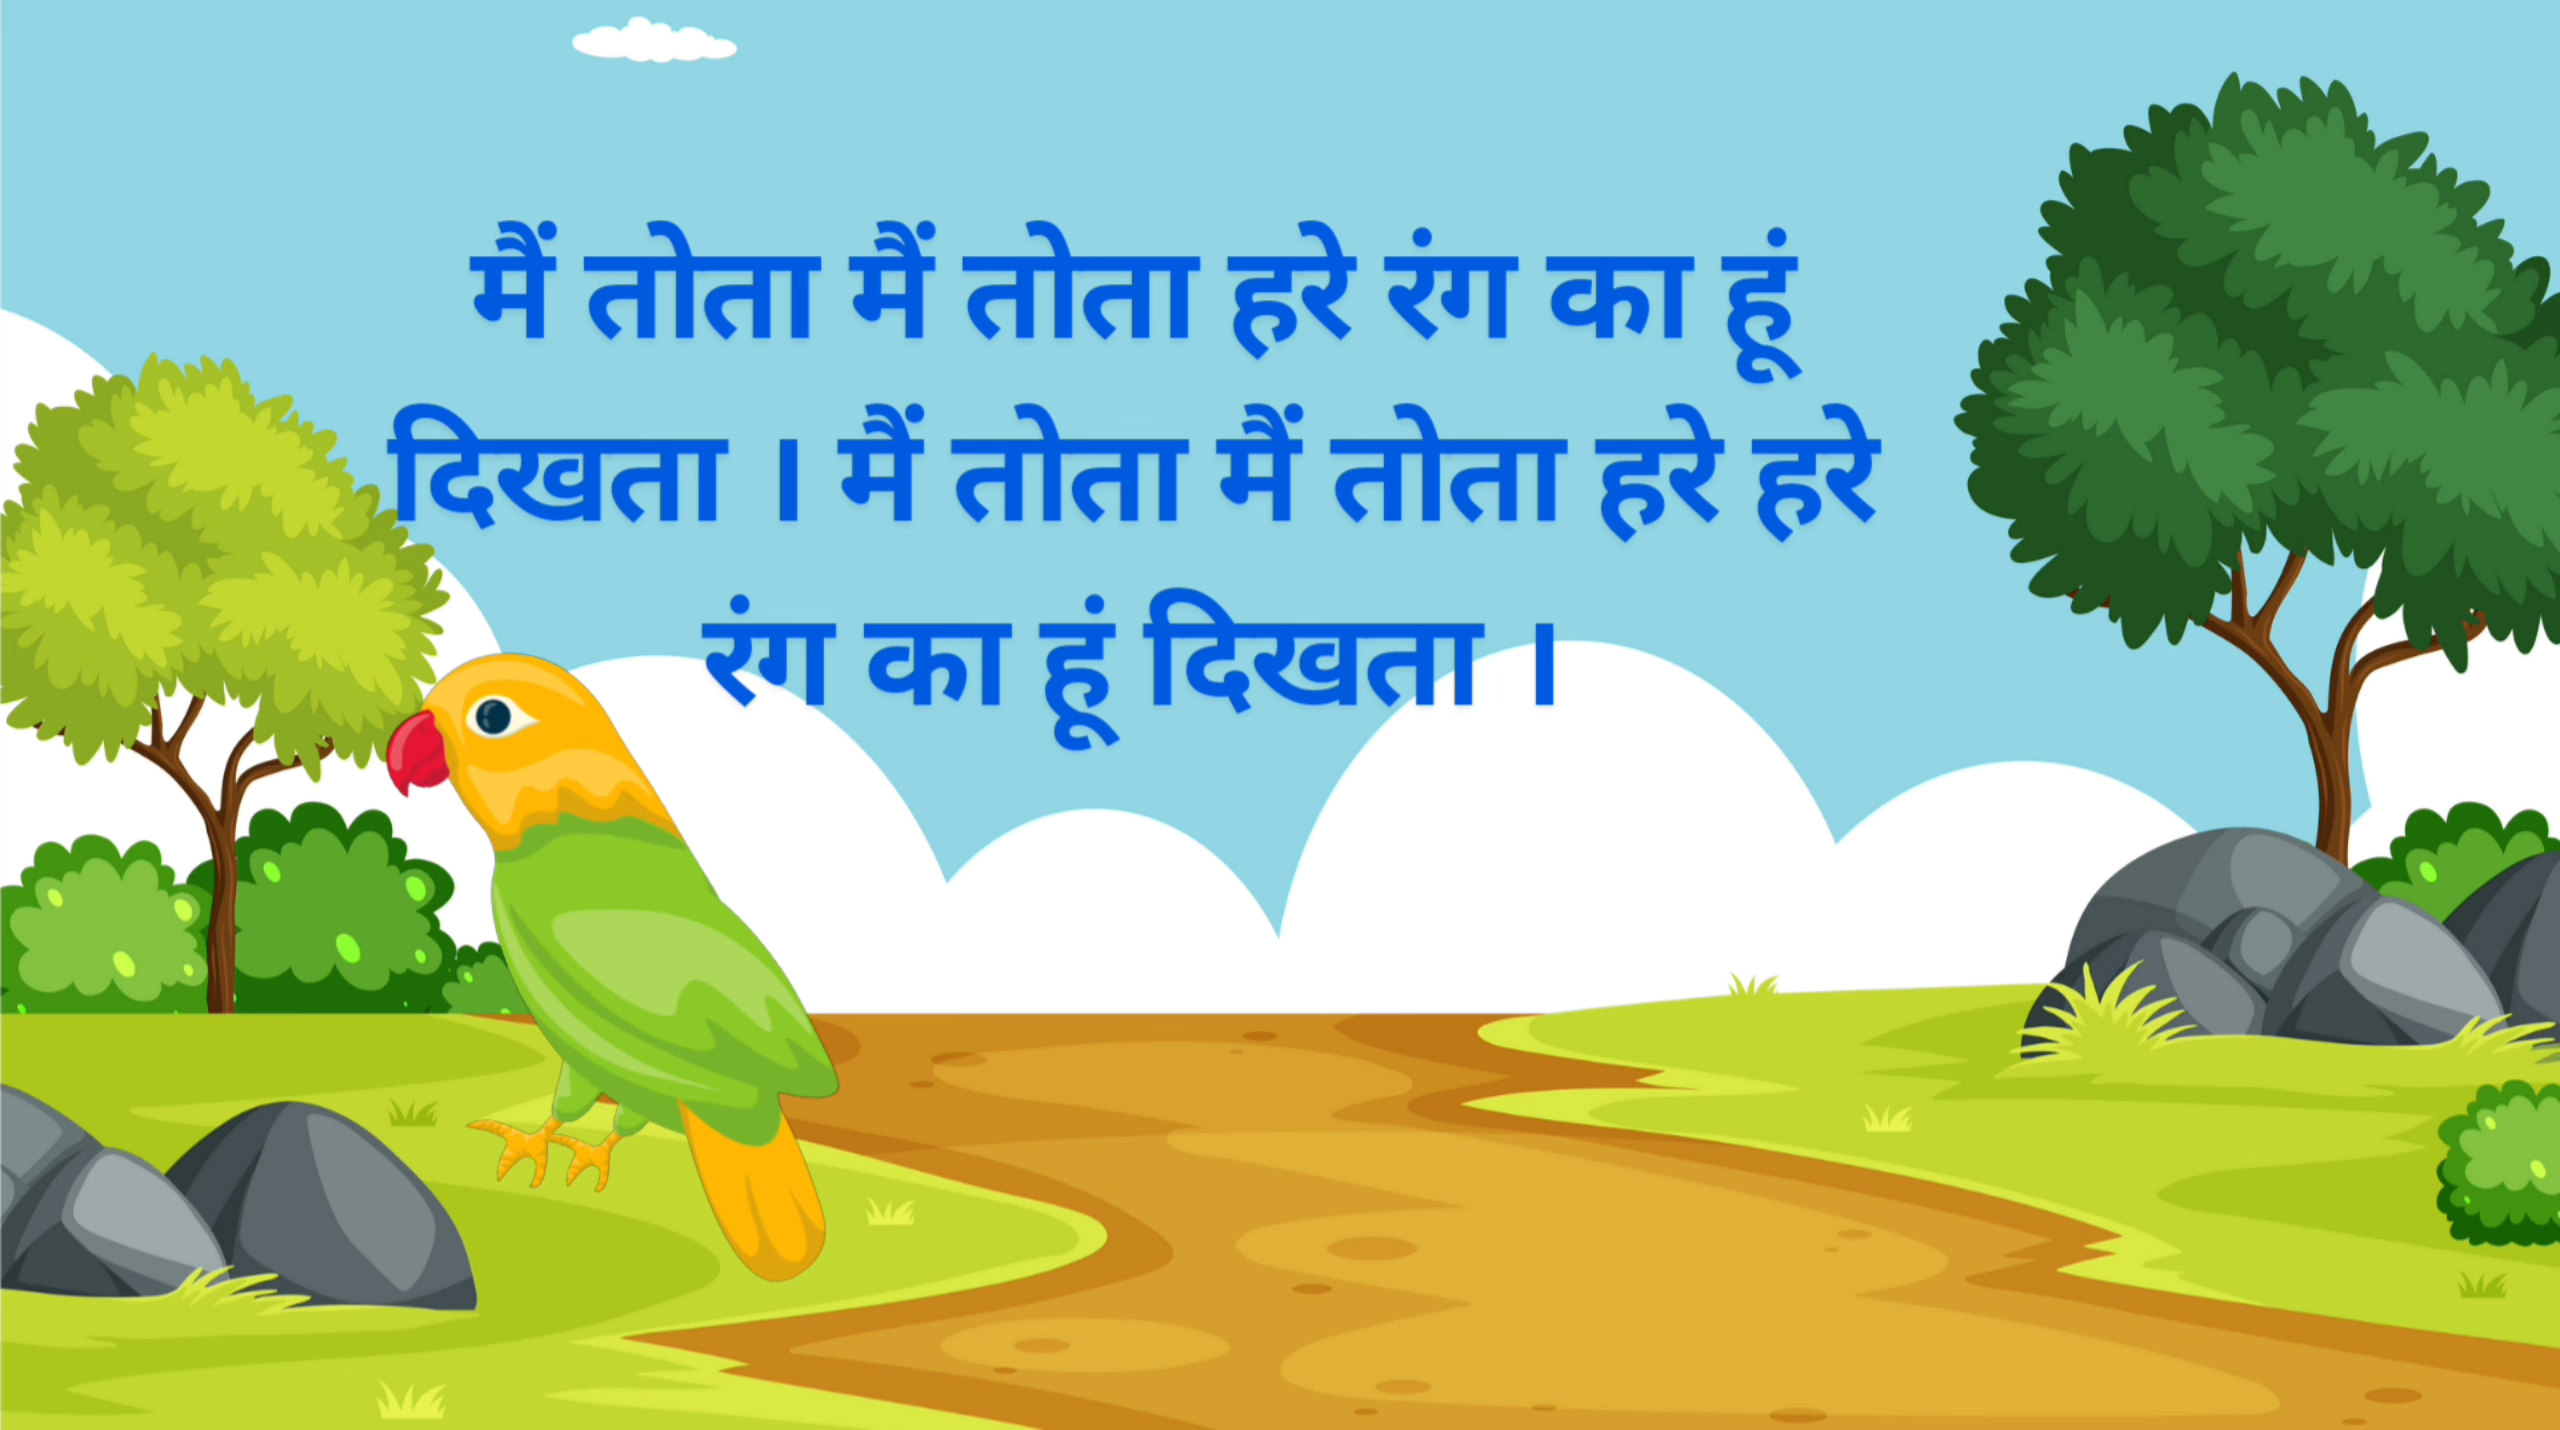 मैं तोता मैं तोता हरे रंग का हूं
दिखता । मैं तोता मैं तोता हरे हरे
रंग का हूं दिखता ।